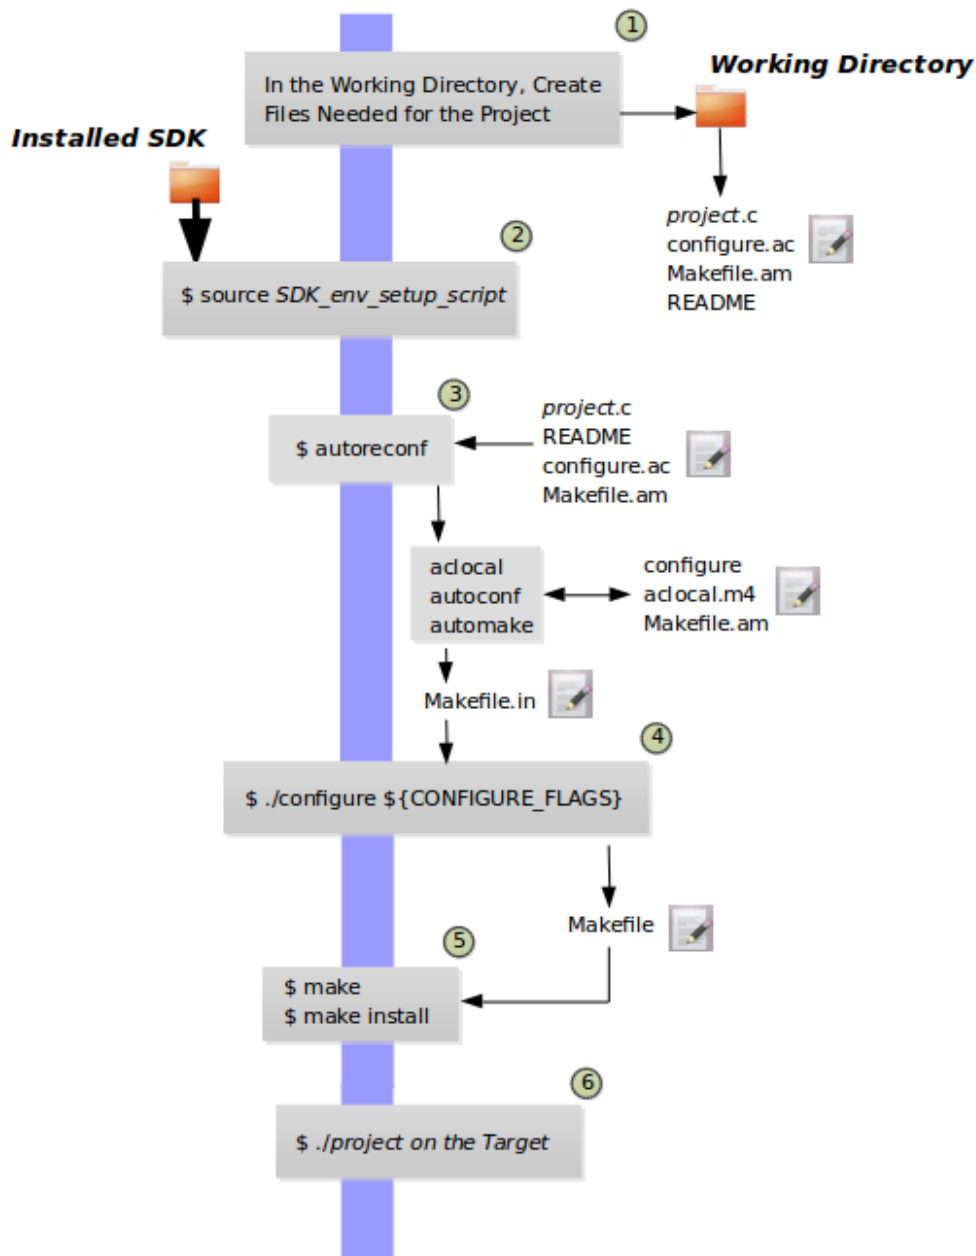 1
In the Working Directory, Create
Files Needed for the Project
Working Directory
Installed SDK
project.c
configure.ac
Makefile.am
README
2
$ source SDK_env_setup_script
3
$ autoreconf
project.c
README
configure.ac
Makefile.am
aclocal
autoconf
automake
configure
aclocal.m4
Makefile.am
Makefile.in
4
$ ./configure ${CONFIGURE_FLAGS}
Makefile
5
$ make
$ make install
6
$ ./project on the Target